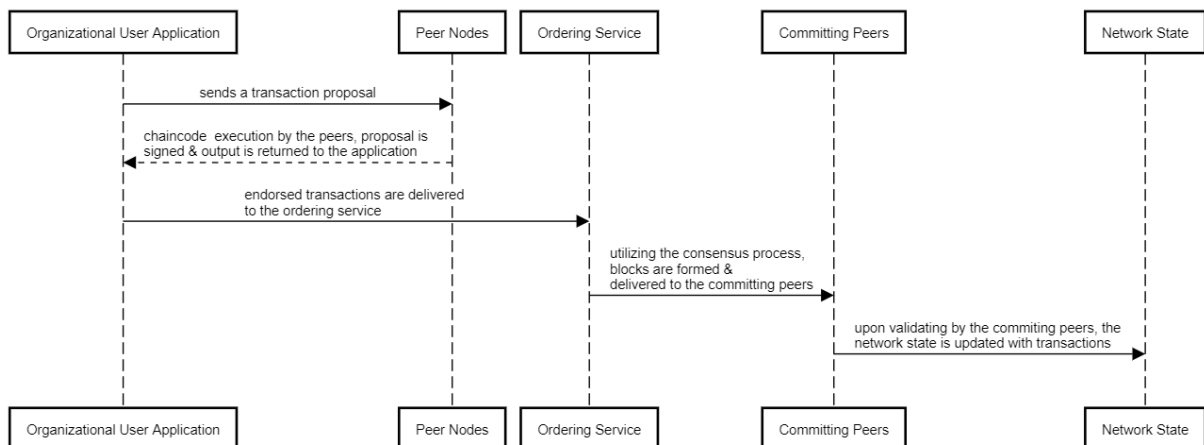 Organizational User Application
Peer Nodes
Ordering Service
Committing Peers
Network State
sends a transaction proposal
chaincode execution by the peers, proposal is
signed & output is returned to the application
endorsed transactions are delivered
to the ordering service
utilizing the consensus process,
blocks are formed &
delivered to the committing peers
upon validating by the commiting peers, the
network state is updated with transactions
Organizational User Application
Peer Nodes
Ordering Service
Committing Peers
Network State